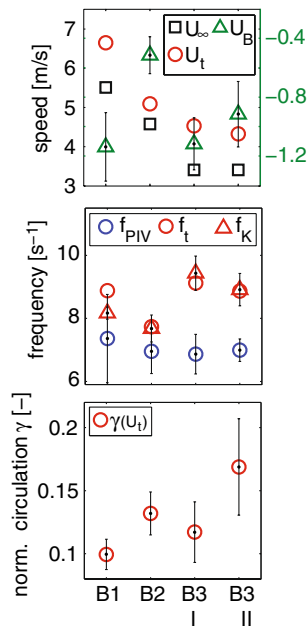 speed [m/s]
7
6
5
4
3
U∞
U_t
U_B
−0.4
−0.8
−1.2
frequency [s⁻¹]
10
8
6
f_PIV
f_t
f_K
norm. circulation γ [-]
0.2
0.15
0.1
γ(U_t)
B1 B2 B3 B3
I II